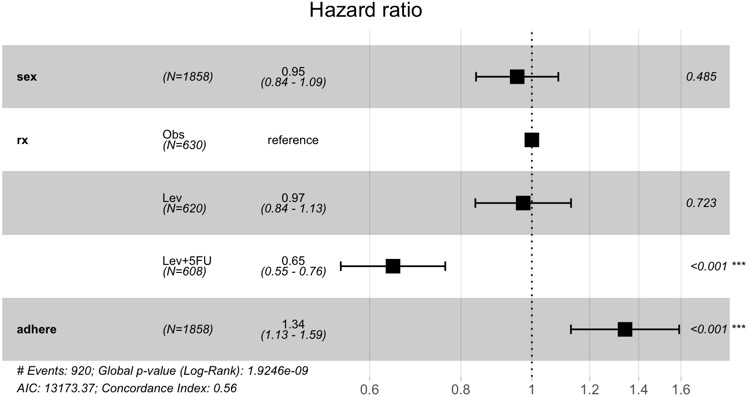 Hazard ratio
sex (N=1858) 0.95 0.485
(0.84 - 1.09)
rx Obs reference
(N=630)
Lev 0.97 0.723
(N=620) (0.84 - 1.13)
Lev+5FU 0.65 <0.001 ***
(N=608) (0.55 - 0.76)
adhere (N=1858) 1.34 <0.001 ***
(1.13 - 1.59)
# Events: 920; Global p-value (Log-Rank): 1.9246e-09
AIC: 13173.37; Concordance Index: 0.56
0.6 0.8 1 1.2 1.4 1.6